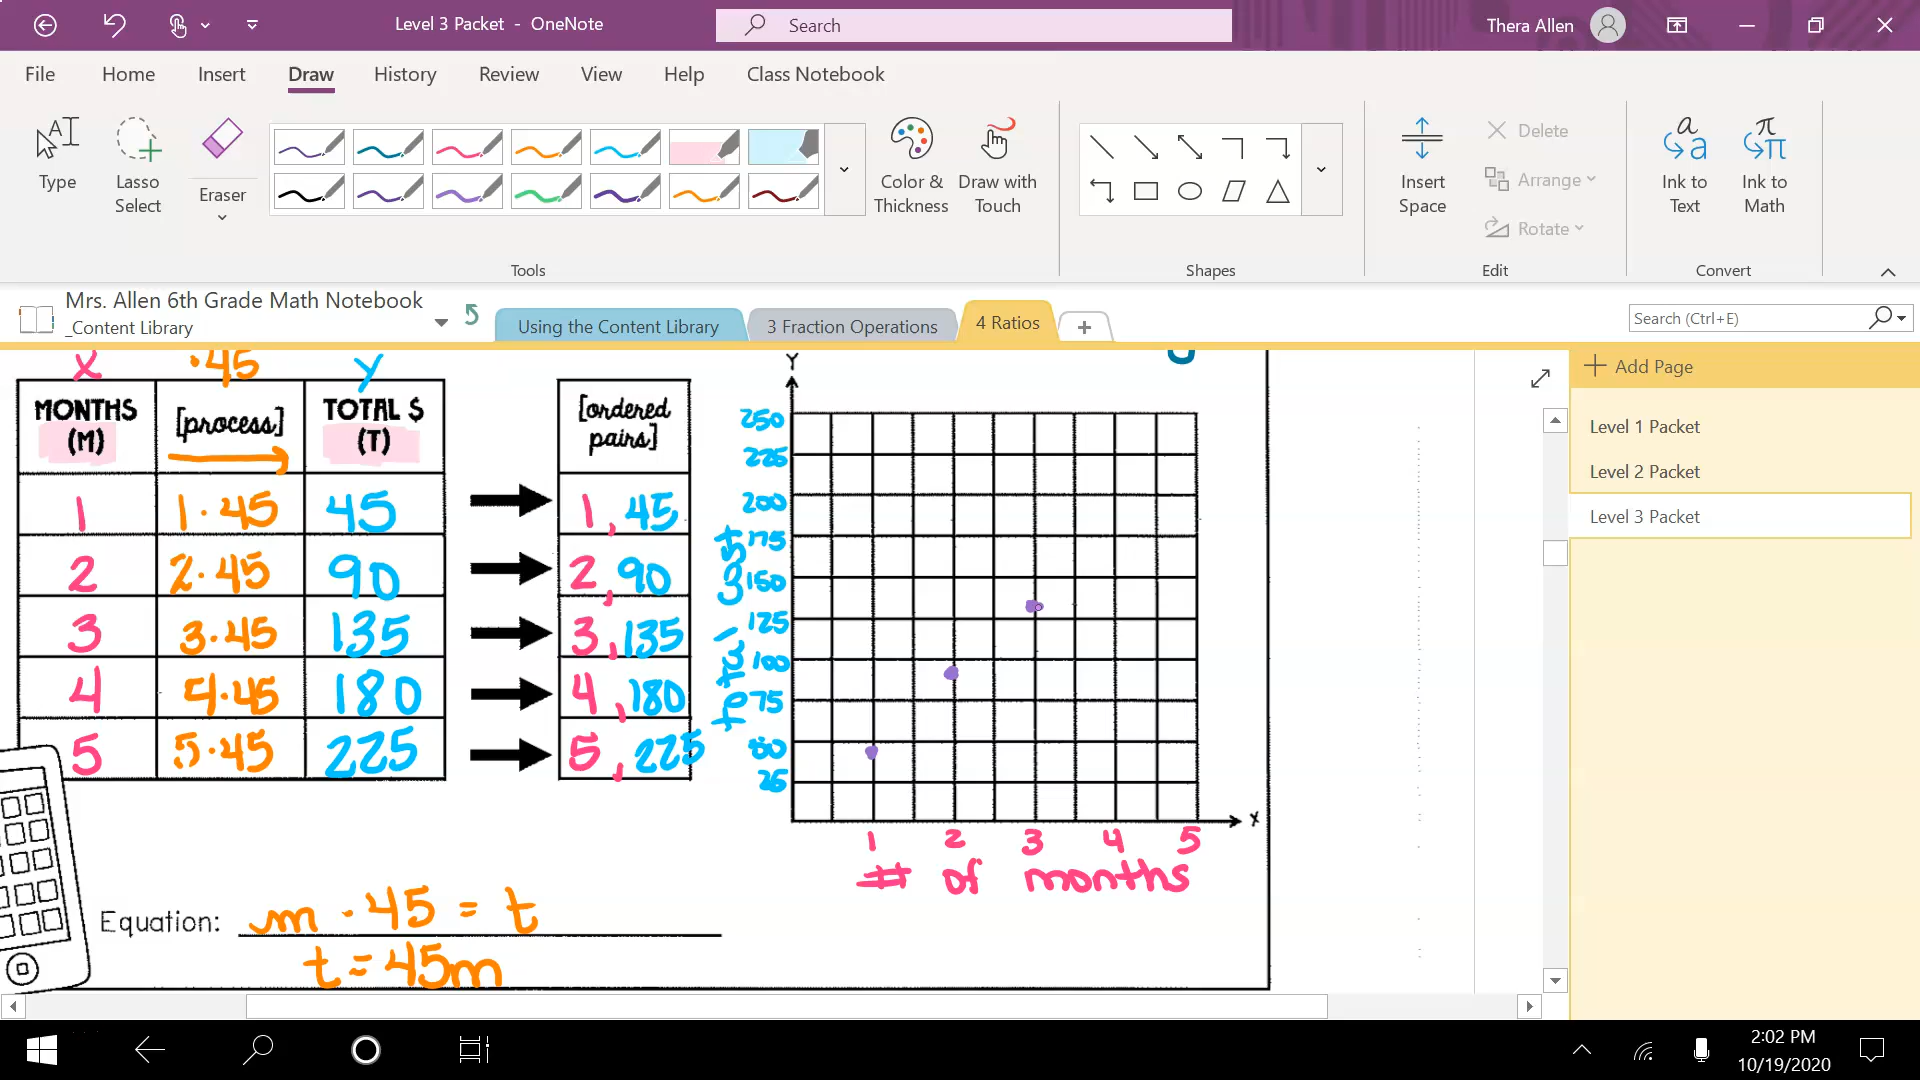 Level 3 Packet - OneNote
Search
Thera Allen
File Home Insert Draw History Review View Help Class Notebook
Type
Lasso Select
Eraser
Color & Thickness
Draw with Touch
Insert Space
Delete
Arrange
Rotate
Ink to Text
Ink to Math
Tools
Shapes
Edit
Convert
Mrs. Allen 6th Grade Math Notebook
_Content Library
Using the Content Library
3 Fraction Operations
4 Ratios
Search (Ctrl+E)
Add Page
Level 1 Packet
Level 2 Packet
Level 3 Packet
x ·45 y
MONTHS (M) [process] TOTAL $ (T) [ordered pairs]
1 1·45 45 1, 45
2 2·45 90 2, 90
3 3·45 135 3, 135
4 4·45 180 4, 180
5 5·45 225 5, 225
Y
250
225
200
175
150
125
100
75
50
25
total cost
X
1 2 3 4 5
# of months
Equation: m · 45 = t
t = 45m
2:02 PM
10/19/2020